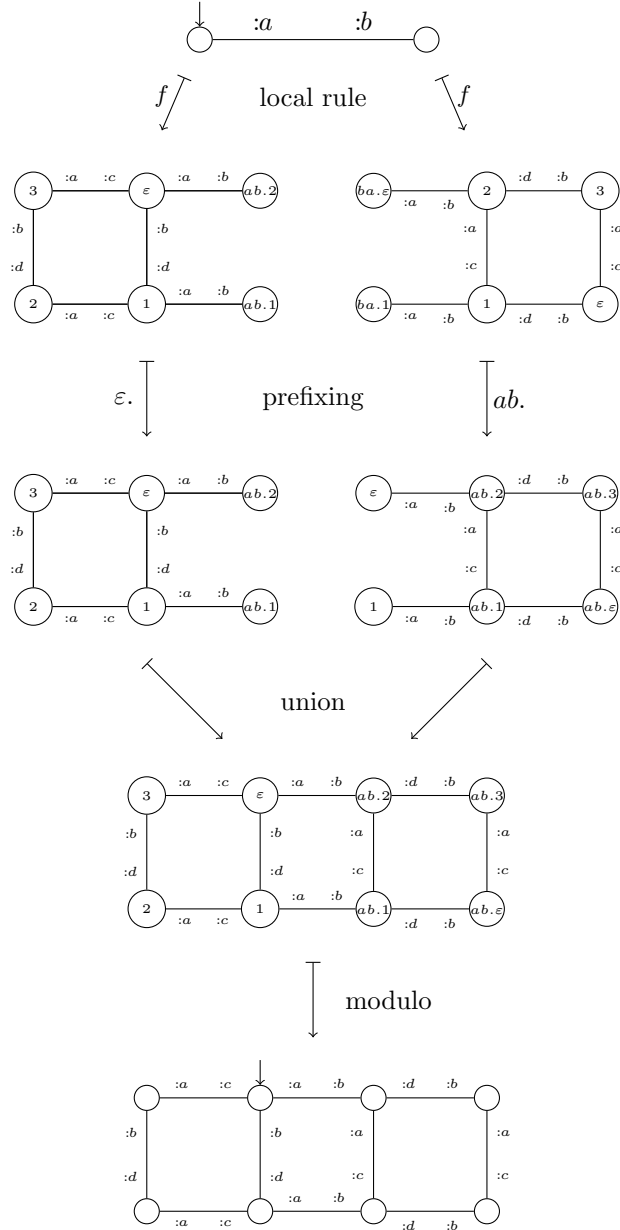 :a :b
f local rule f
:a :c :a :b :d :b
3 ε ab.2 ba.ε 2 3
:a :b
:b :b :a :a
:d :d :c :c
2 1 ab.1 ba.1 1 ε
:a :b
:a :c :a :b :d :b
ε. prefixing ab.
:a :c :a :b :d :b
3 ε ab.2 ε ab.2 ab.3
:a :b
:b :b :a :a
:d :d :c :c
2 1 ab.1 1 ab.1 ab.ε
:a :b
:a :c :a :b :d :b
union
:a :c :a :b :d :b
3 ε ab.2 ab.3
:b :b :a :a
:d :d :c :c
:a :b
2 1 ab.1 ab.ε
:a :c :d :b
modulo
:a :c :a :b :d :b
:b :b :a :a
:d :d :c :c
:a :b
:a :c :d :b